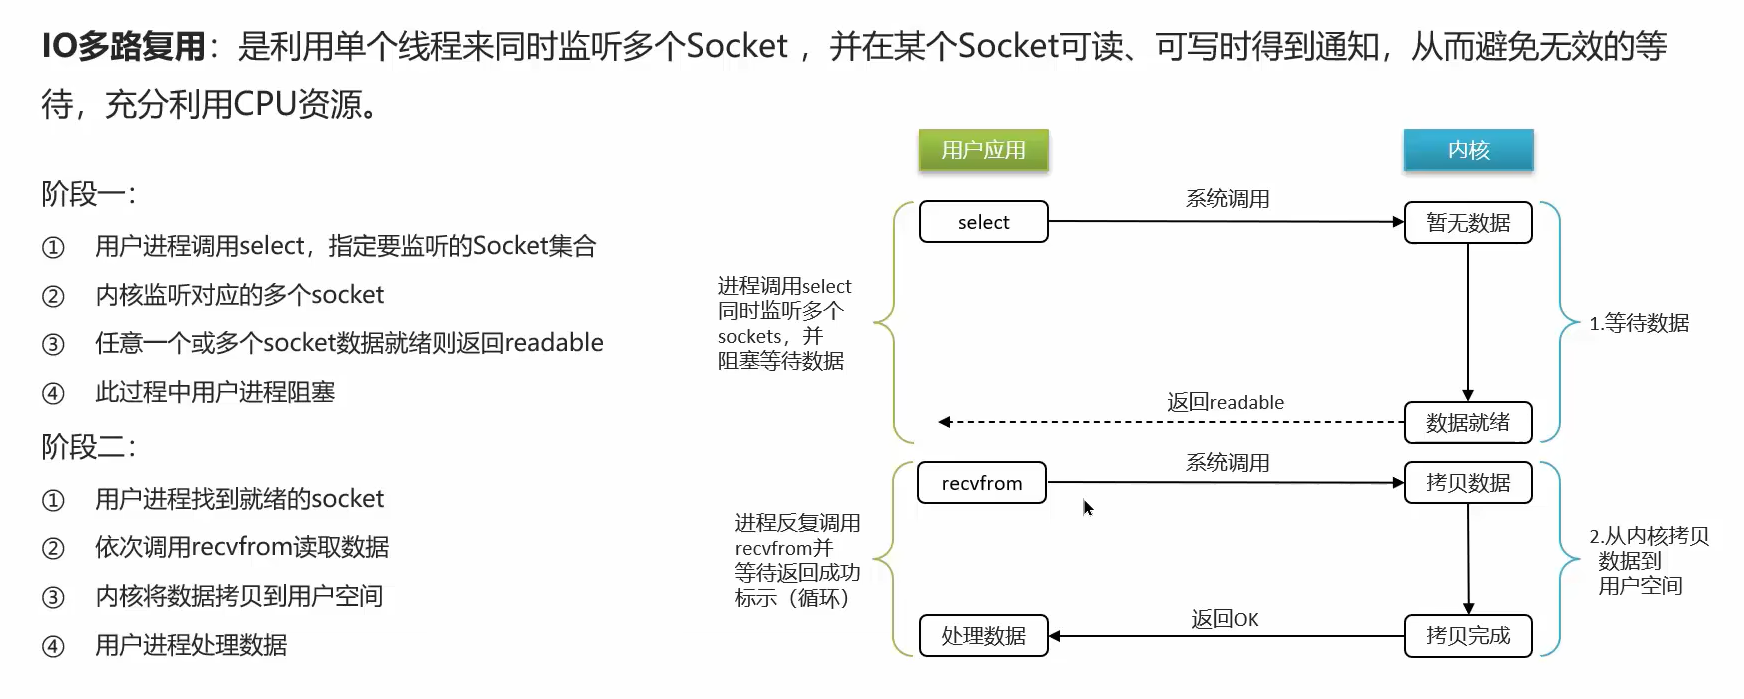 IO多路复用：是利用单个线程来同时监听多个Socket ，并在某个Socket可读、可写时得到通知，从而避免无效的等
待，充分利用CPU资源。
阶段一：
① 用户进程调用select，指定要监听的Socket集合
② 内核监听对应的多个socket
③ 任意一个或多个socket数据就绪则返回readable
④ 此过程中用户进程阻塞
阶段二：
① 用户进程找到就绪的socket
② 依次调用recvfrom读取数据
③ 内核将数据拷贝到用户空间
④ 用户进程处理数据
用户应用
内核
select
系统调用
暂无数据
进程调用select
同时监听多个
sockets，并
阻塞等待数据
1.等待数据
返回readable
数据就绪
recvfrom
系统调用
拷贝数据
进程反复调用
recvfrom并
等待返回成功
标示（循环）
2.从内核拷贝
数据到
用户空间
处理数据
返回OK
拷贝完成